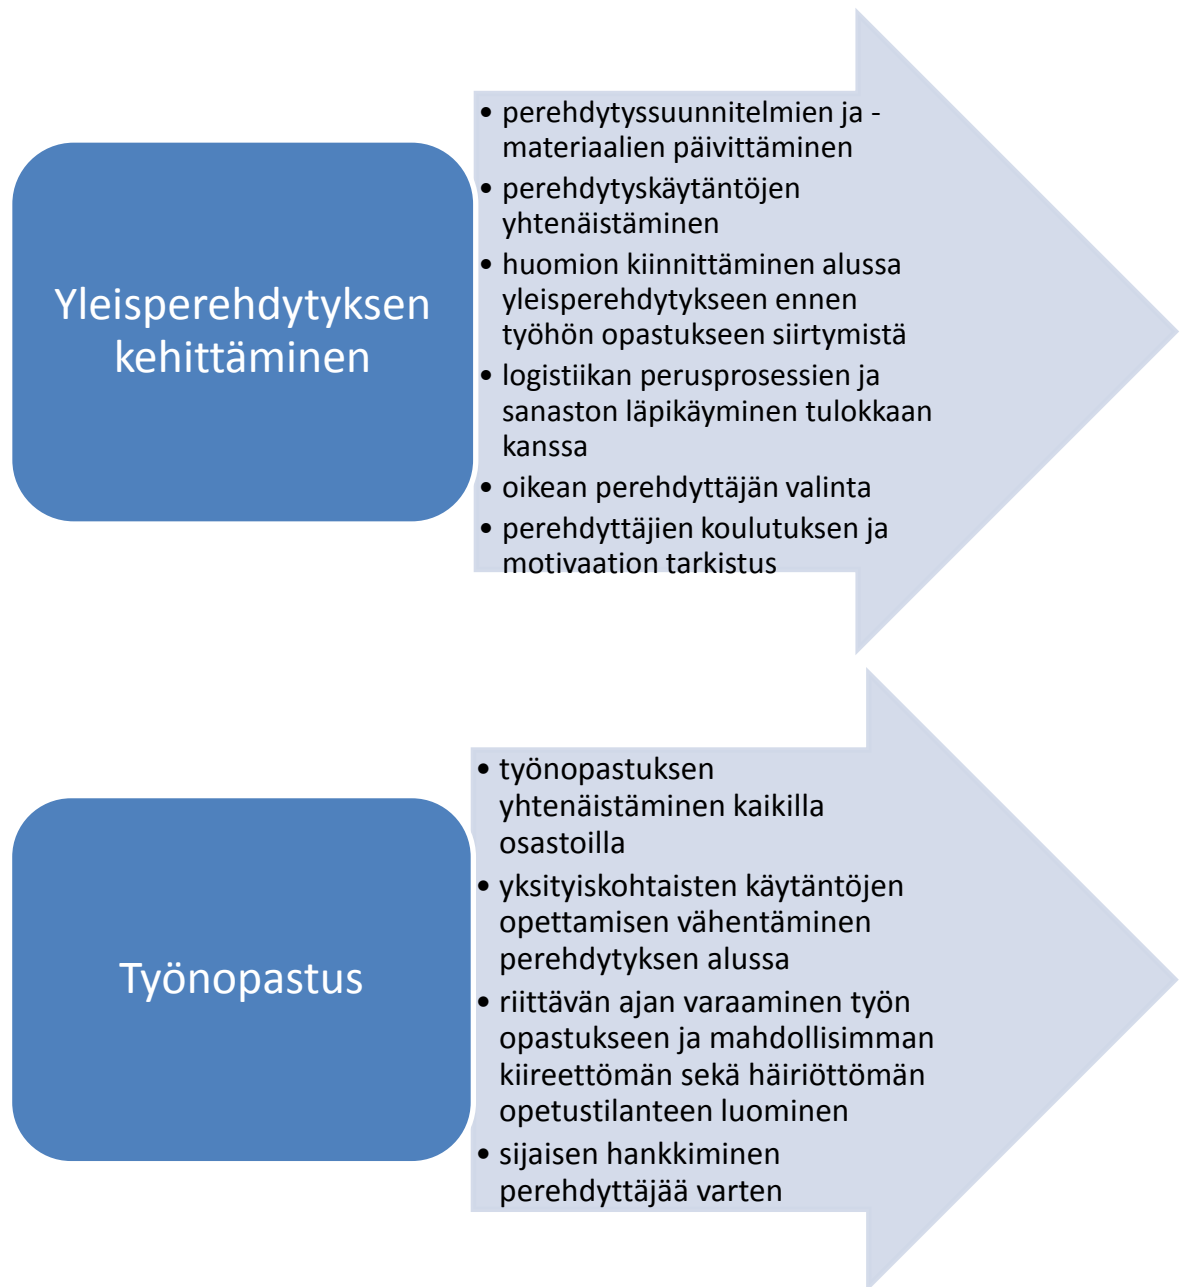 Yleisperehdytyksen
kehittäminen
• perehdytyssuunnitelmien ja -
materiaalien päivittäminen
• perehdytyskäytäntöjen
yhtenäistäminen
• huomion kiinnittäminen alussa
yleisperehdytykseen ennen
työhön opastukseen siirtymistä
• logistiikan perusprosessien ja
sanaston läpikäyminen tulokkaan
kanssa
• oikean perehdyttäjän valinta
• perehdyttäjien koulutuksen ja
motivaation tarkistus
Työnopastus
• työnopastuksen
yhtenäistäminen kaikilla
osastoilla
• yksityiskohtaisten käytäntöjen
opettamisen vähentäminen
perehdytyksen alussa
• riittävän ajan varaaminen työn
opastukseen ja mahdollisimman
kiireettömän sekä häiriöttömän
opetustilanteen luominen
• sijaisen hankkiminen
perehdyttäjää varten